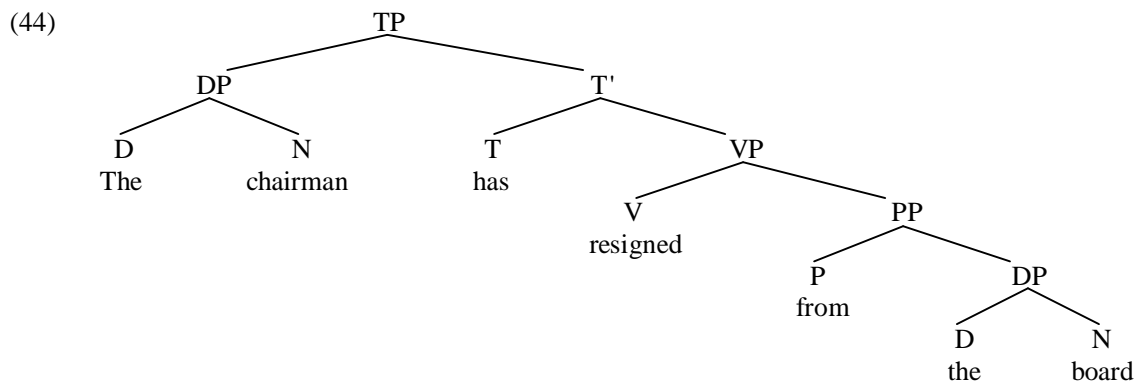 (44) TP
DP T'
D N T VP
The chairman has
V PP
resigned
P DP
from
D N
the board